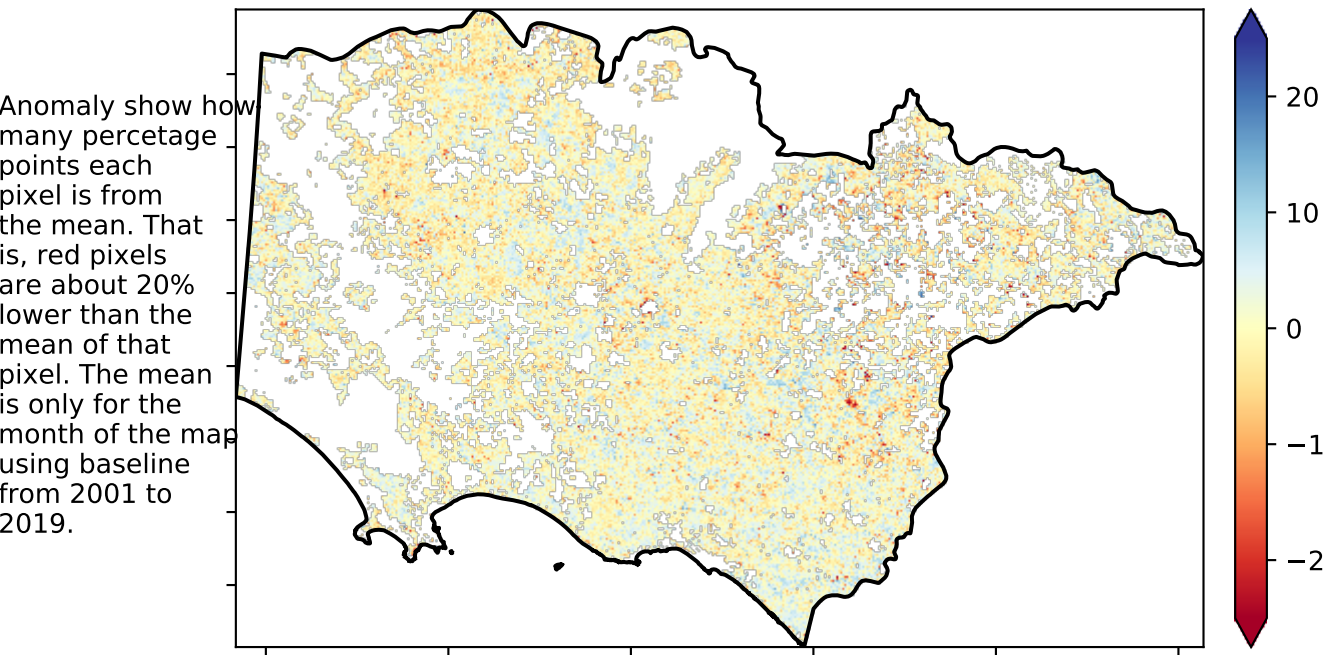 Anomaly show how
many percetage
points each
pixel is from
the mean. That
is, red pixels
are about 20%
lower than the
mean of that
pixel. The mean
is only for the
month of the map
using baseline
from 2001 to
2019.
20
10
0
−1
−2